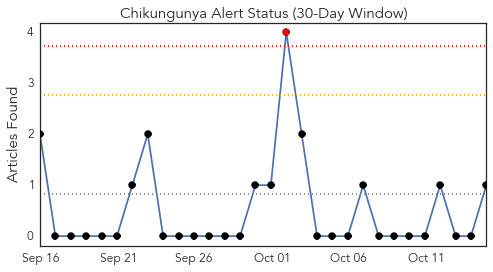 Chikungunya Alert Status (30-Day Window)
Articles Found
4
3
2
1
0
Sep 16 Sep 21 Sep 26 Oct 01 Oct 06 Oct 11